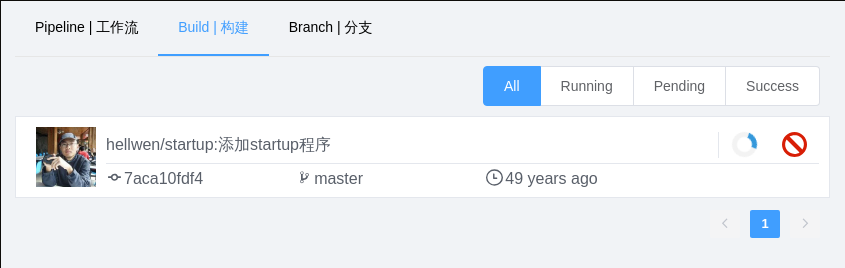 Pipeline | 工作流 Build | 构建 Branch | 分支
All Running Pending Success
hellwen/startup:添加startup程序
7aca10fdf4 master 49 years ago
1